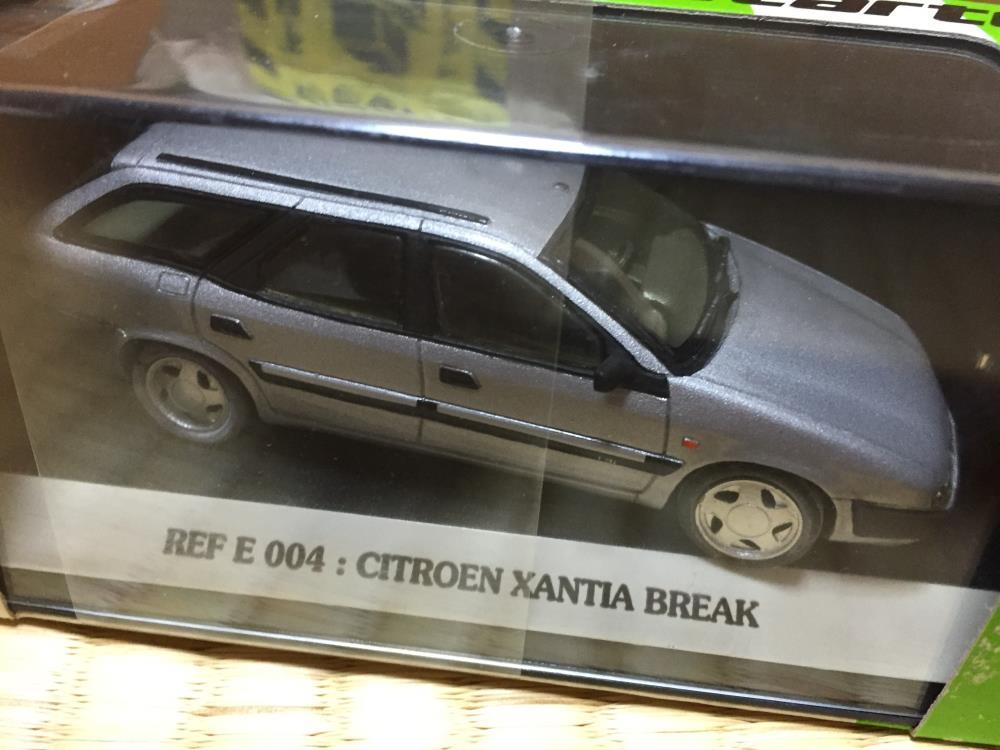 REF E 004 : CITROEN XANTIA BREAK